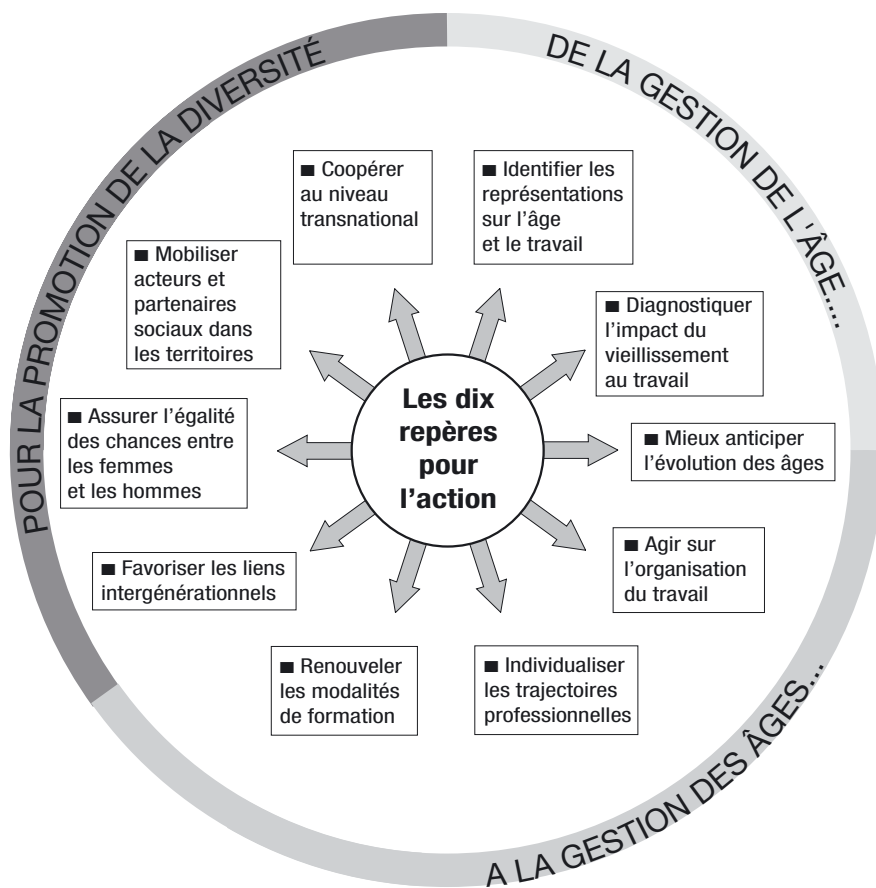 DE LA GESTION DE L'ÂGE....
A LA GESTION DES ÂGES...
POUR LA PROMOTION DE LA DIVERSITÉ
Les dix
repères
pour
l’action
■ Identifier les
représentations
sur l’âge
et le travail
■ Diagnostiquer
l’impact du
vieillissement
au travail
■ Mieux anticiper
l’évolution des âges
■ Agir sur
l’organisation
du travail
■ Individualiser
les trajectoires
professionnelles
■ Renouveler
les modalités
de formation
■ Favoriser les liens
intergénérationnels
■ Assurer l’égalité
des chances entre
les femmes
et les hommes
■ Mobiliser
acteurs et
partenaires
sociaux dans
les territoires
■ Coopérer
au niveau
transnational